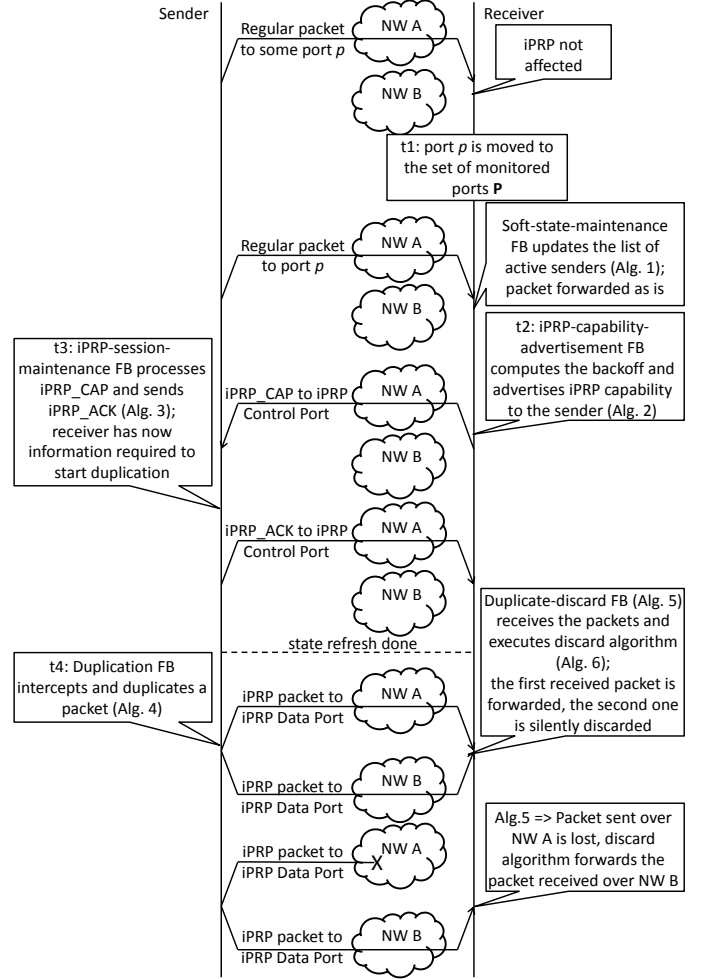 Sender
Receiver
Regular packet
to some port p
NW A
NW B
iPRP not
affected
t1: port p is moved to
the set of monitored
ports P
Regular packet
to port p
NW A
NW B
Soft-state-maintenance
FB updates the list of
active senders (Alg. 1);
packet forwarded as is
t2: iPRP-capability-
advertisement FB
computes the backoff and
advertises iPRP capability
to the sender (Alg. 2)
t3: iPRP-session-
maintenance FB processes
iPRP_CAP and sends
iPRP_ACK (Alg. 3);
receiver has now
information required to
start duplication
iPRP_CAP to iPRP
Control Port
NW A
NW B
iPRP_ACK to iPRP
Control Port
NW A
NW B
state refresh done
Duplicate-discard FB (Alg. 5)
receives the packets and
executes discard algorithm
(Alg. 6);
the first received packet is
forwarded, the second one
is silently discarded
t4: Duplication FB
intercepts and duplicates a
packet (Alg. 4)
iPRP packet to
iPRP Data Port
NW A
iPRP packet to
iPRP Data Port
NW B
iPRP packet to
iPRP Data Port
NW A
X
Alg.5 => Packet sent over
NW A is lost, discard
algorithm forwards the
packet received over NW B
iPRP packet to
iPRP Data Port
NW B